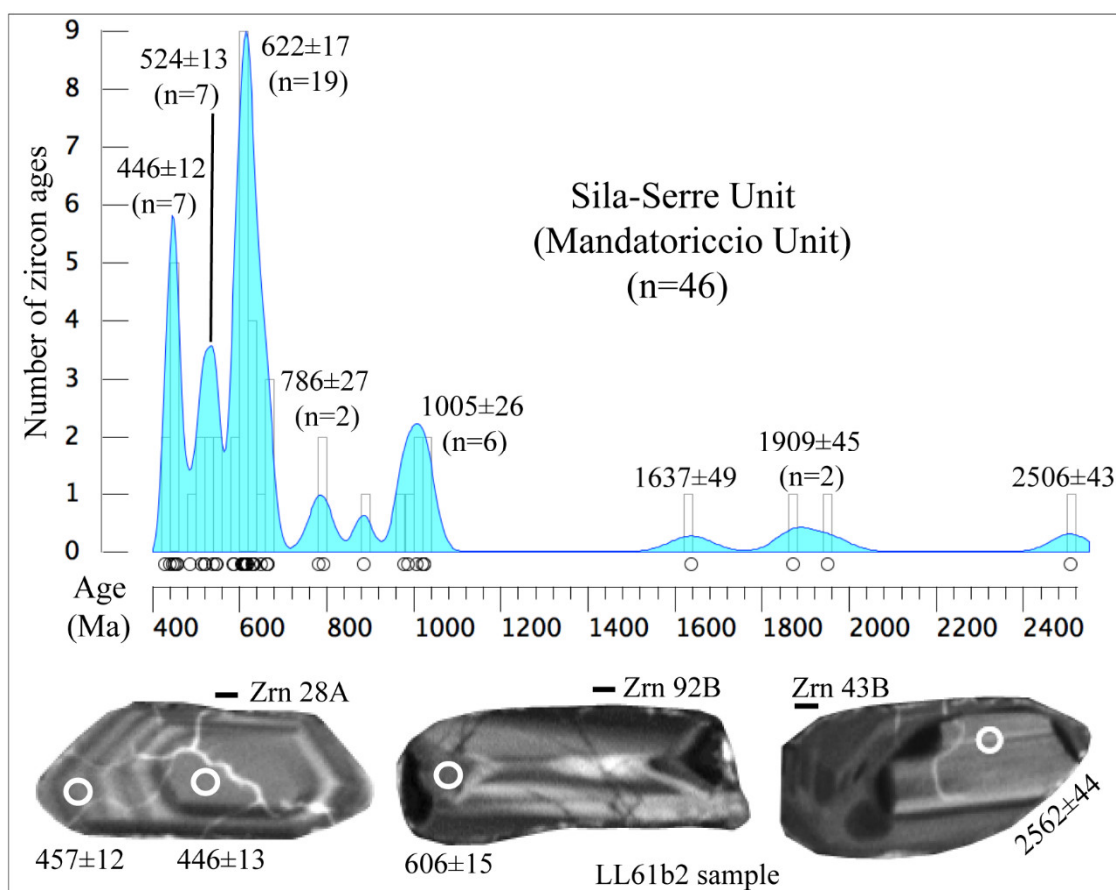 9
8
7
6
5
4
3
2
1
0
Number of zircon ages
524±13
(n=7)
622±17
(n=19)
446±12
(n=7)
Sila-Serre Unit
(Mandatoriccio Unit)
(n=46)
786±27
(n=2)
1005±26
(n=6)
1637±49
1909±45
(n=2)
2506±43
Age
(Ma)
400 600 800 1000 1200 1400 1600 1800 2000 2200 2400
Zrn 28A
Zrn 92B
Zrn 43B
457±12
446±13
606±15
2562±44
LL61b2 sample